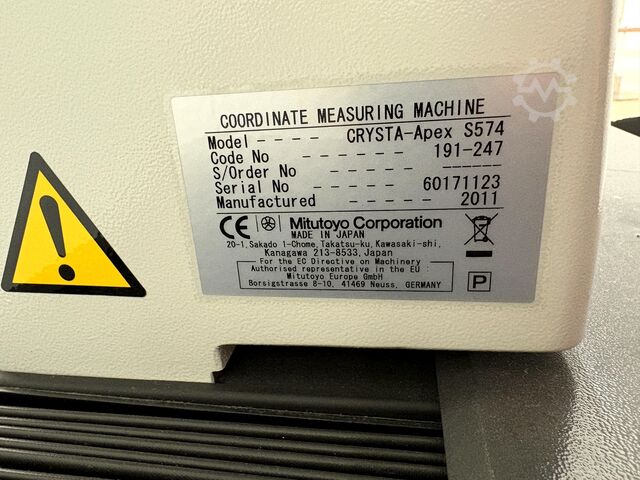 COORDINATE MEASURING MACHINE
Model - - - - CRYSTA-Apex S574
Code No - - - - - - 191-247
S/Order No - - - - - ------
Serial No - - - - - 60171123
Manufactured - - - - - 2011
CE Mitutoyo Corporation
MADE IN JAPAN
20-1, Sakado 1-Chome, Takatsu-ku, Kawasaki-shi,
Kanagawa 213-8533, Japan
For the EC Directive on Machinery
Authorised representative in the EU :
Mitutoyo Europe GmbH
Borsigstrasse 8-10, 41469 Neuss, GERMANY
P